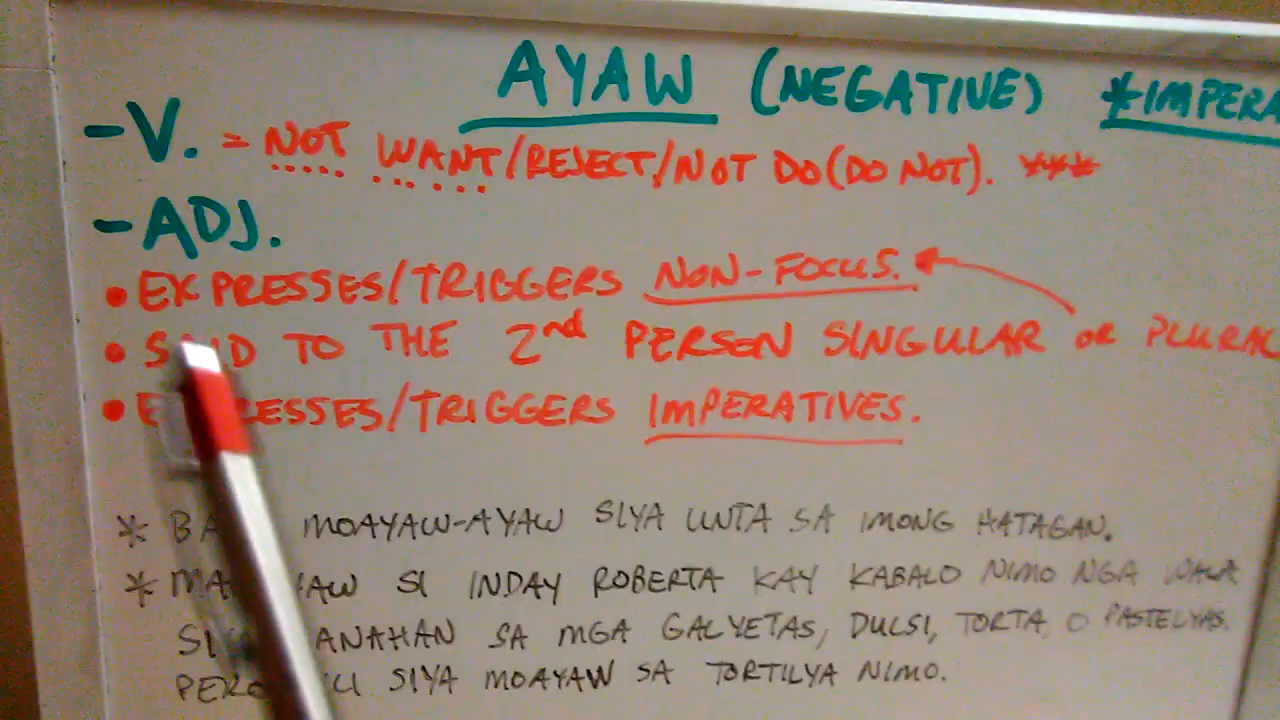 AYAW (NEGATIVE) *IMPERA
-V. = NOT WANT/REJECT/NOT DO(DO NOT). ***
-ADJ.
• EXPRESSES/TRIGGERS NON-FOCUS.
• SAID TO THE 2nd PERSON SINGULAR OR PLURAL
• EXPRESSES/TRIGGERS IMPERATIVES.
* MOAYAW-AYAW SIYA UNTA SA IMONG HATAGAN.
* SI INDAY ROBERTA KAY KABALO NIMO NGA WALA
SA MGA GALYETAS, DULSI, TORTA O PASTELYAS.
SIYA MOAYAW SA TORTILYA NIMO.